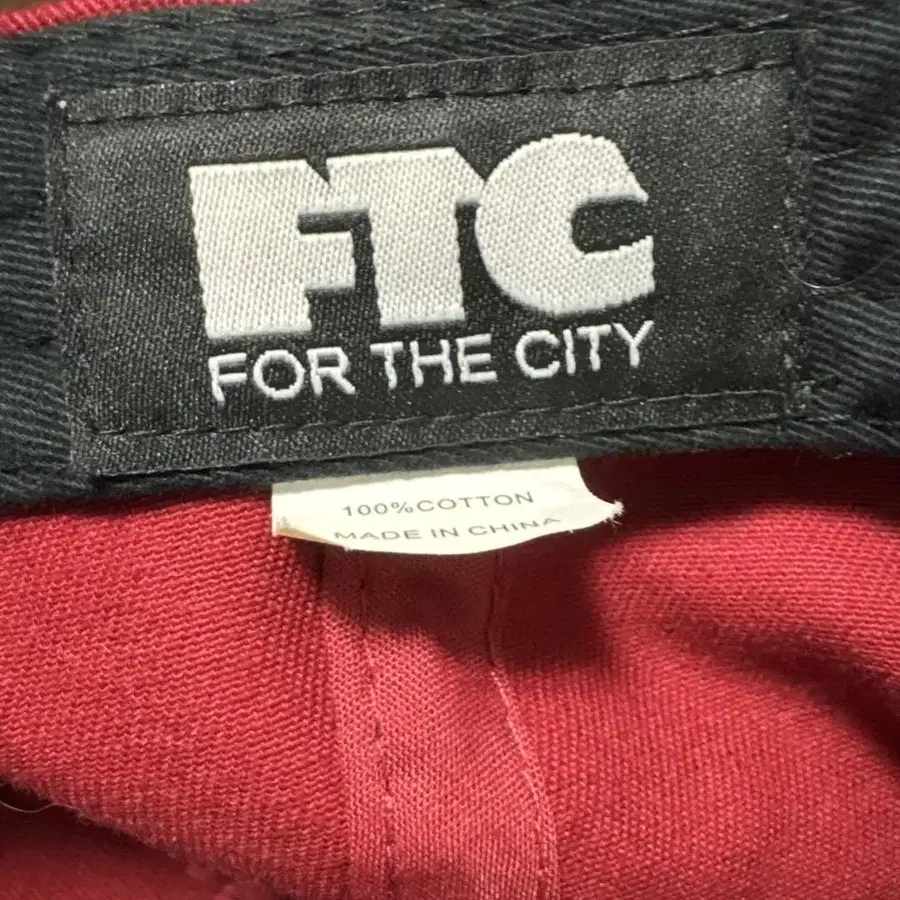 FTC
FOR THE CITY
100%COTTON
MADE IN CHINA